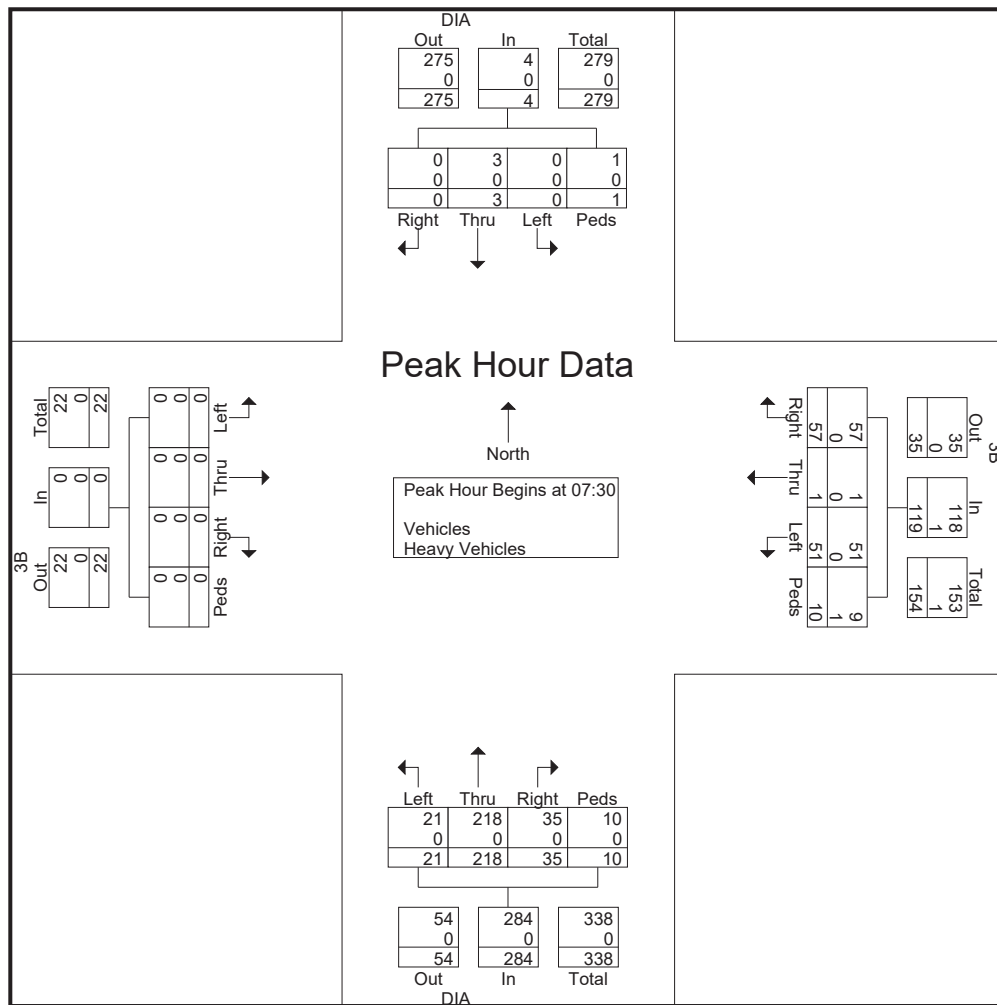 DIA
Out In Total
275 4 279
0 0 0
275 4 279
0 3 0 1
0 0 0 0
0 3 0 1
Right Thru Left Peds
Peak Hour Data
North
Peak Hour Begins at 07:30
Vehicles
Heavy Vehicles
3B
Out In Total
22 0 22
0 0 0
22 0 22
Left Thru Right Peds
0 0 0 0
0 0 0 0
0 0 0 0
3B
Out In Total
35 118 153
0 1 1
35 119 154
Right Thru Left Peds
57 1 51 9
0 0 0 1
57 1 51 10
Left Thru Right Peds
21 218 35 10
0 0 0 0
21 218 35 10
54 284 338
0 0 0
54 284 338
Out In Total
DIA